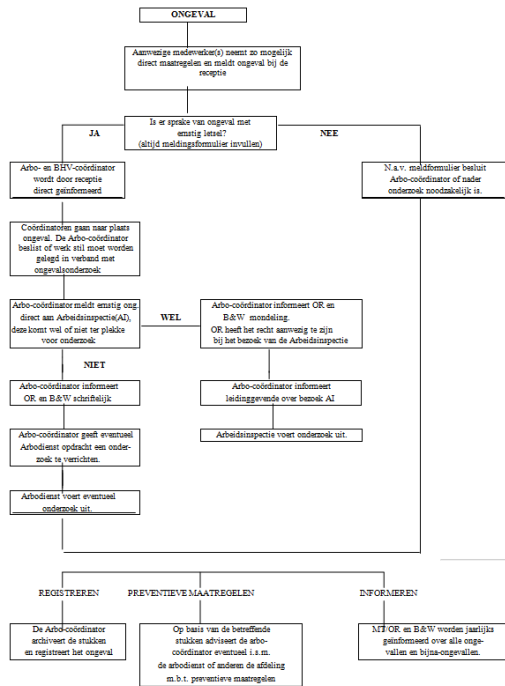 ONGEVAL
Aanwezige medewerker(s) neemt zo mogelijk
direct maatregelen en meldt ongeval bij de
receptie
Is er sprake van ongeval met
ernstig letsel?
(altijd meldingsformulier invullen)
JA
NEE
Arbo- en BHV-coördinator
wordt door receptie
direct geïnformeerd
N.a.v. meldformulier besluit
Arbo-coördinator of nader
onderzoek noodzakelijk is.
Coördinatoren gaan naar plaats
ongeval. De Arbo-coördinator
beslist of werk stil moet worden
gelegd in verband met
ongevalsonderzoek
Arbo-coördinator meldt ernstig ong.
direct aan Arbeidsinspectie(AI),
deze komt wel of niet ter plekke
voor onderzoek
WEL
Arbo-coördinator informeert OR en
B&W mondeling.
OR heeft het recht aanwezig te zijn
bij het bezoek van de Arbeidsinspectie
NIET
Arbo-coördinator informeert
OR en B&W schriftelijk
Arbo-coördinator informeert
leidinggevende over bezoek AI
Arbo-coördinator geeft eventueel
Arbodienst opdracht een onder-
zoek te verrichten.
Arbeidsinspectie voert onderzoek uit.
Arbodienst voert eventueel
onderzoek uit.
REGISTREREN
PREVENTIEVE MAATREGELEN
INFORMEREN
De Arbo-coördinator
archiveert de stukken
en registreert het ongeval
Op basis van de betreffende
stukken adviseert de arbo-
coördinator eventueel i.s.m.
de arbodienst of anderen de afdeling
m.b.t. preventieve maatregelen
MT/OR en B&W worden jaarlijks
geïnformeerd over alle onge-
vallen en bijna-ongevallen.